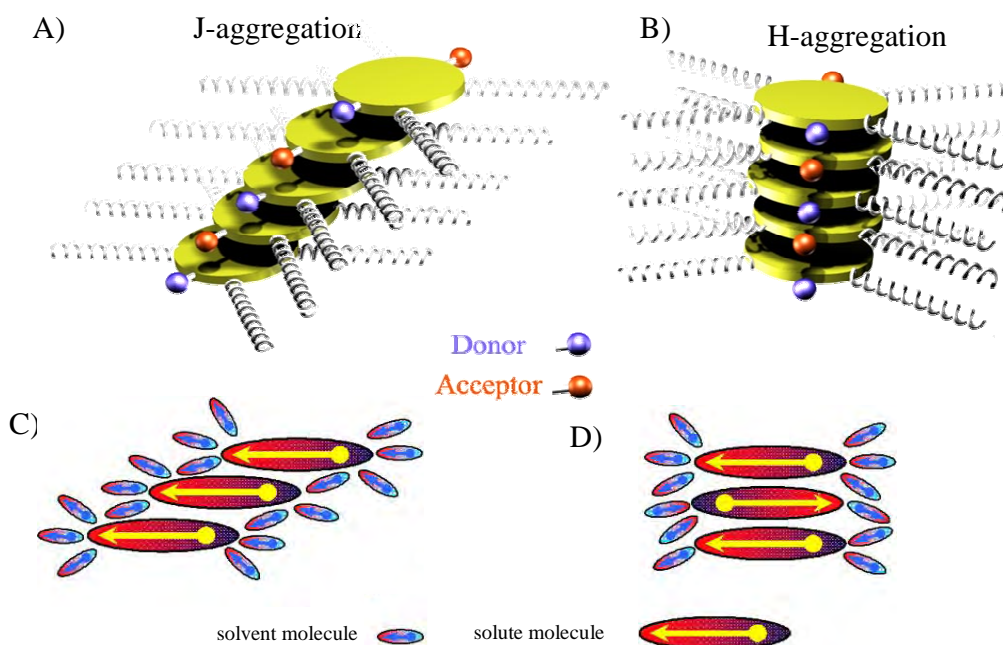 A)
J-aggregation
B)
H-aggregation
Donor
Acceptor
C)
D)
solvent molecule
solute molecule